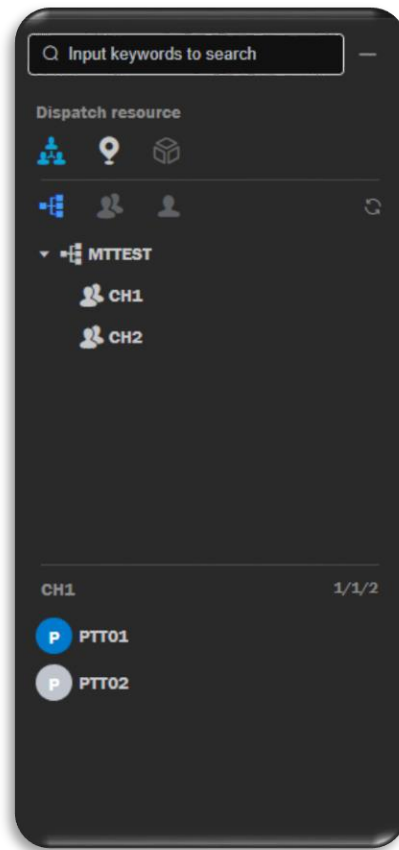 Input keywords to search
Dispatch resource
MTTEST
CH1
CH2
CH1 1/1/2
P PTT01
P PTT02